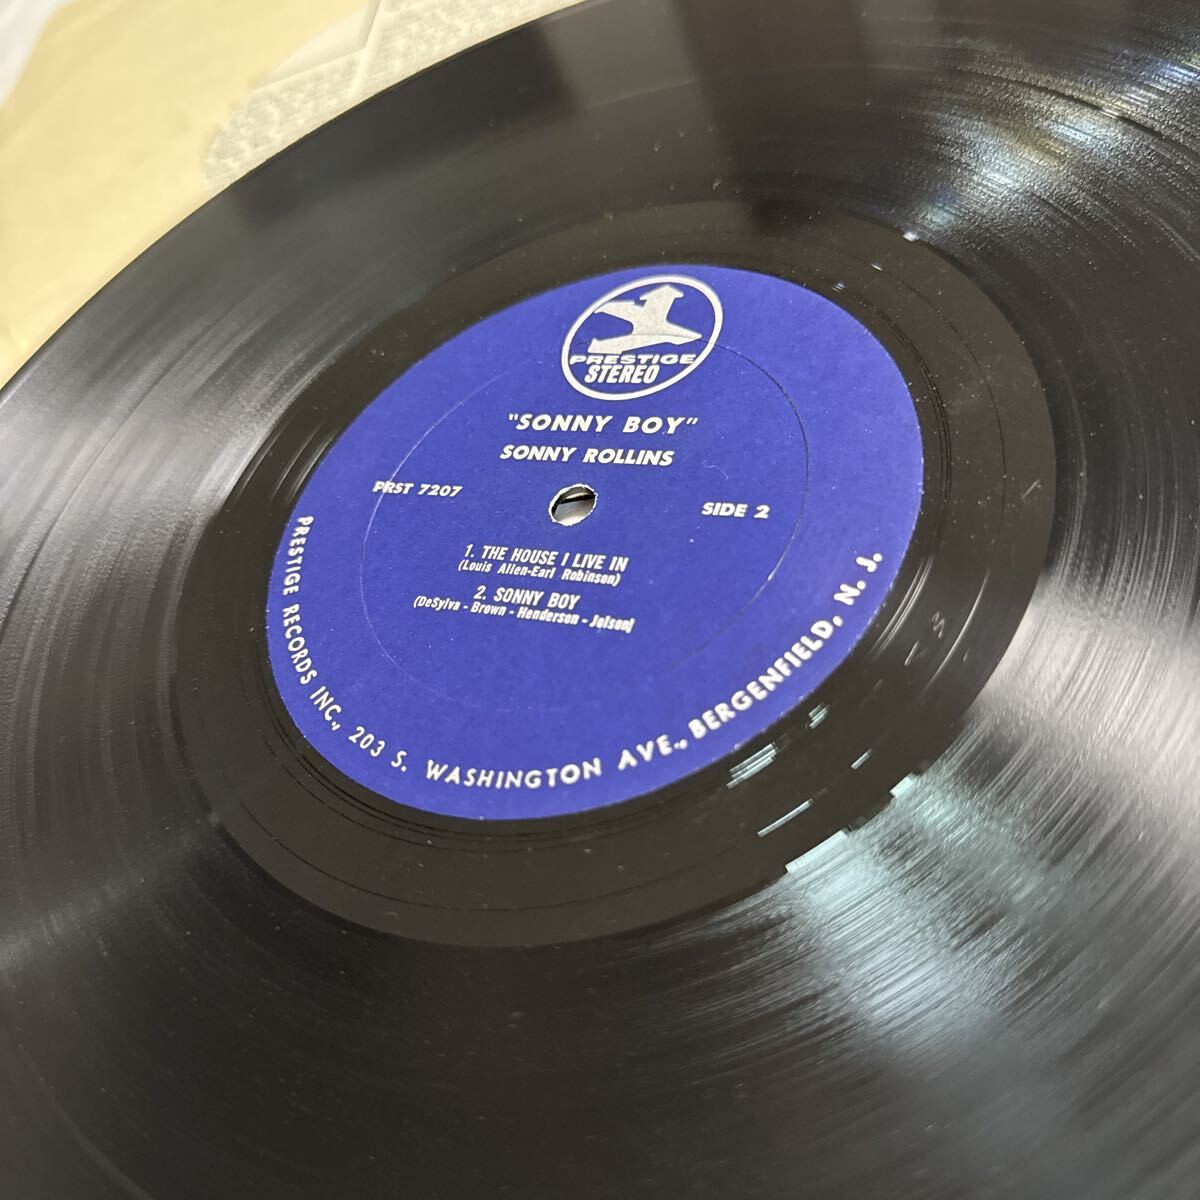 PRESTIGE
STEREO
"SONNY BOY"
SONNY ROLLINS
PRST 7207
SIDE 2
1. THE HOUSE I LIVE IN
(Louis Allen-Earl Robinson)
2. SONNY BOY
(DeSylva - Brown - Henderson - Jolson)
PRESTIGE RECORDS INC., 203 S. WASHINGTON AVE., BERGENFIELD, N. J.